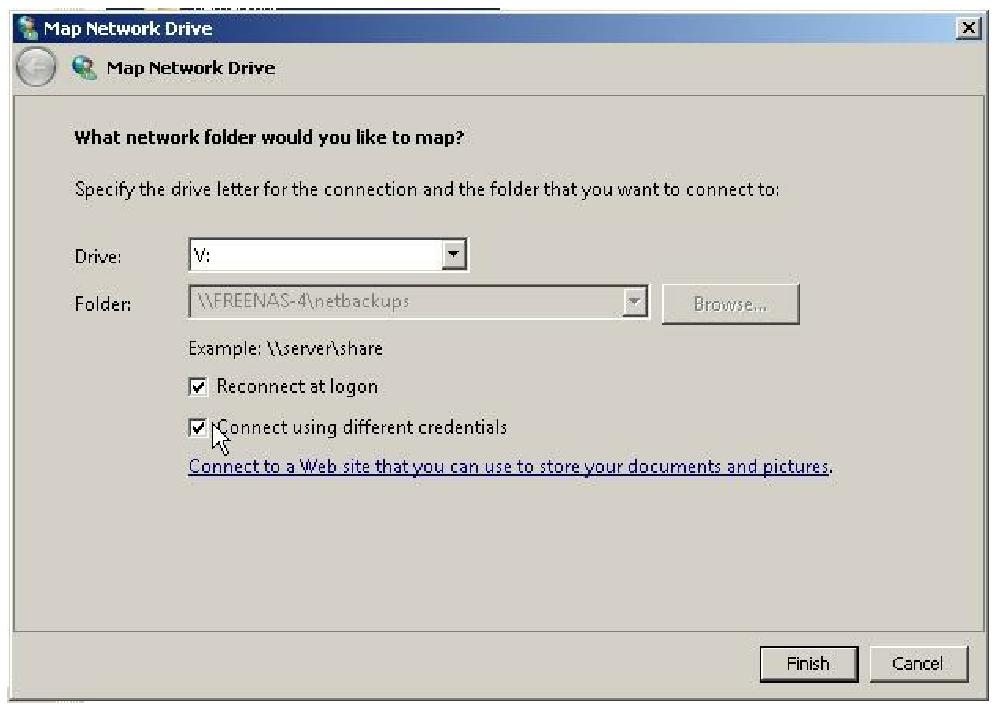 Map Network Drive
Map Network Drive
What network folder would you like to map?
Specify the drive letter for the connection and the folder that you want to connect to:
Drive: V:
Folder: \\FREENAS-4\netbackups Browse...
Example: \\server\share
Reconnect at logon
Connect using different credentials
Connect to a Web site that you can use to store your documents and pictures.
Finish Cancel